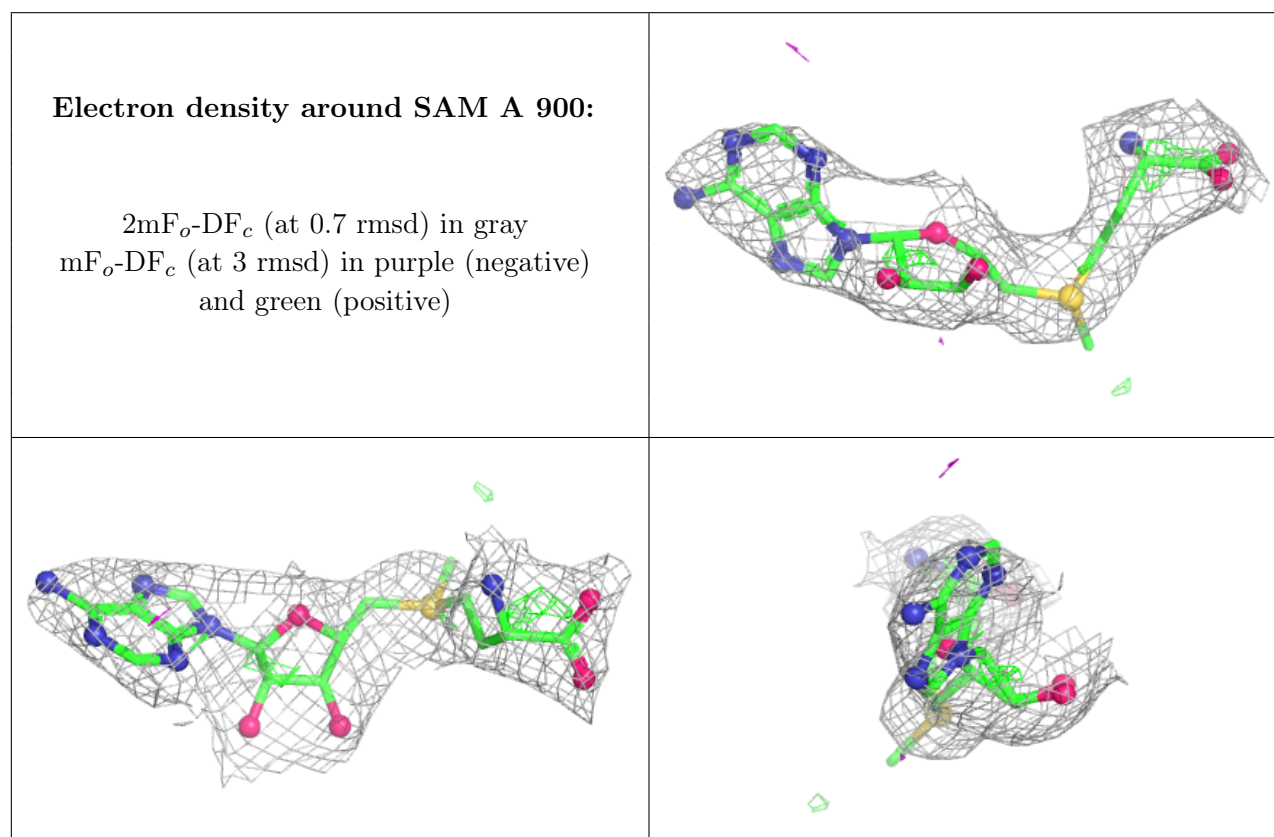 Electron density around SAM A 900:
2mFo-DFc (at 0.7 rmsd) in gray
mFo-DFc (at 3 rmsd) in purple (negative)
and green (positive)